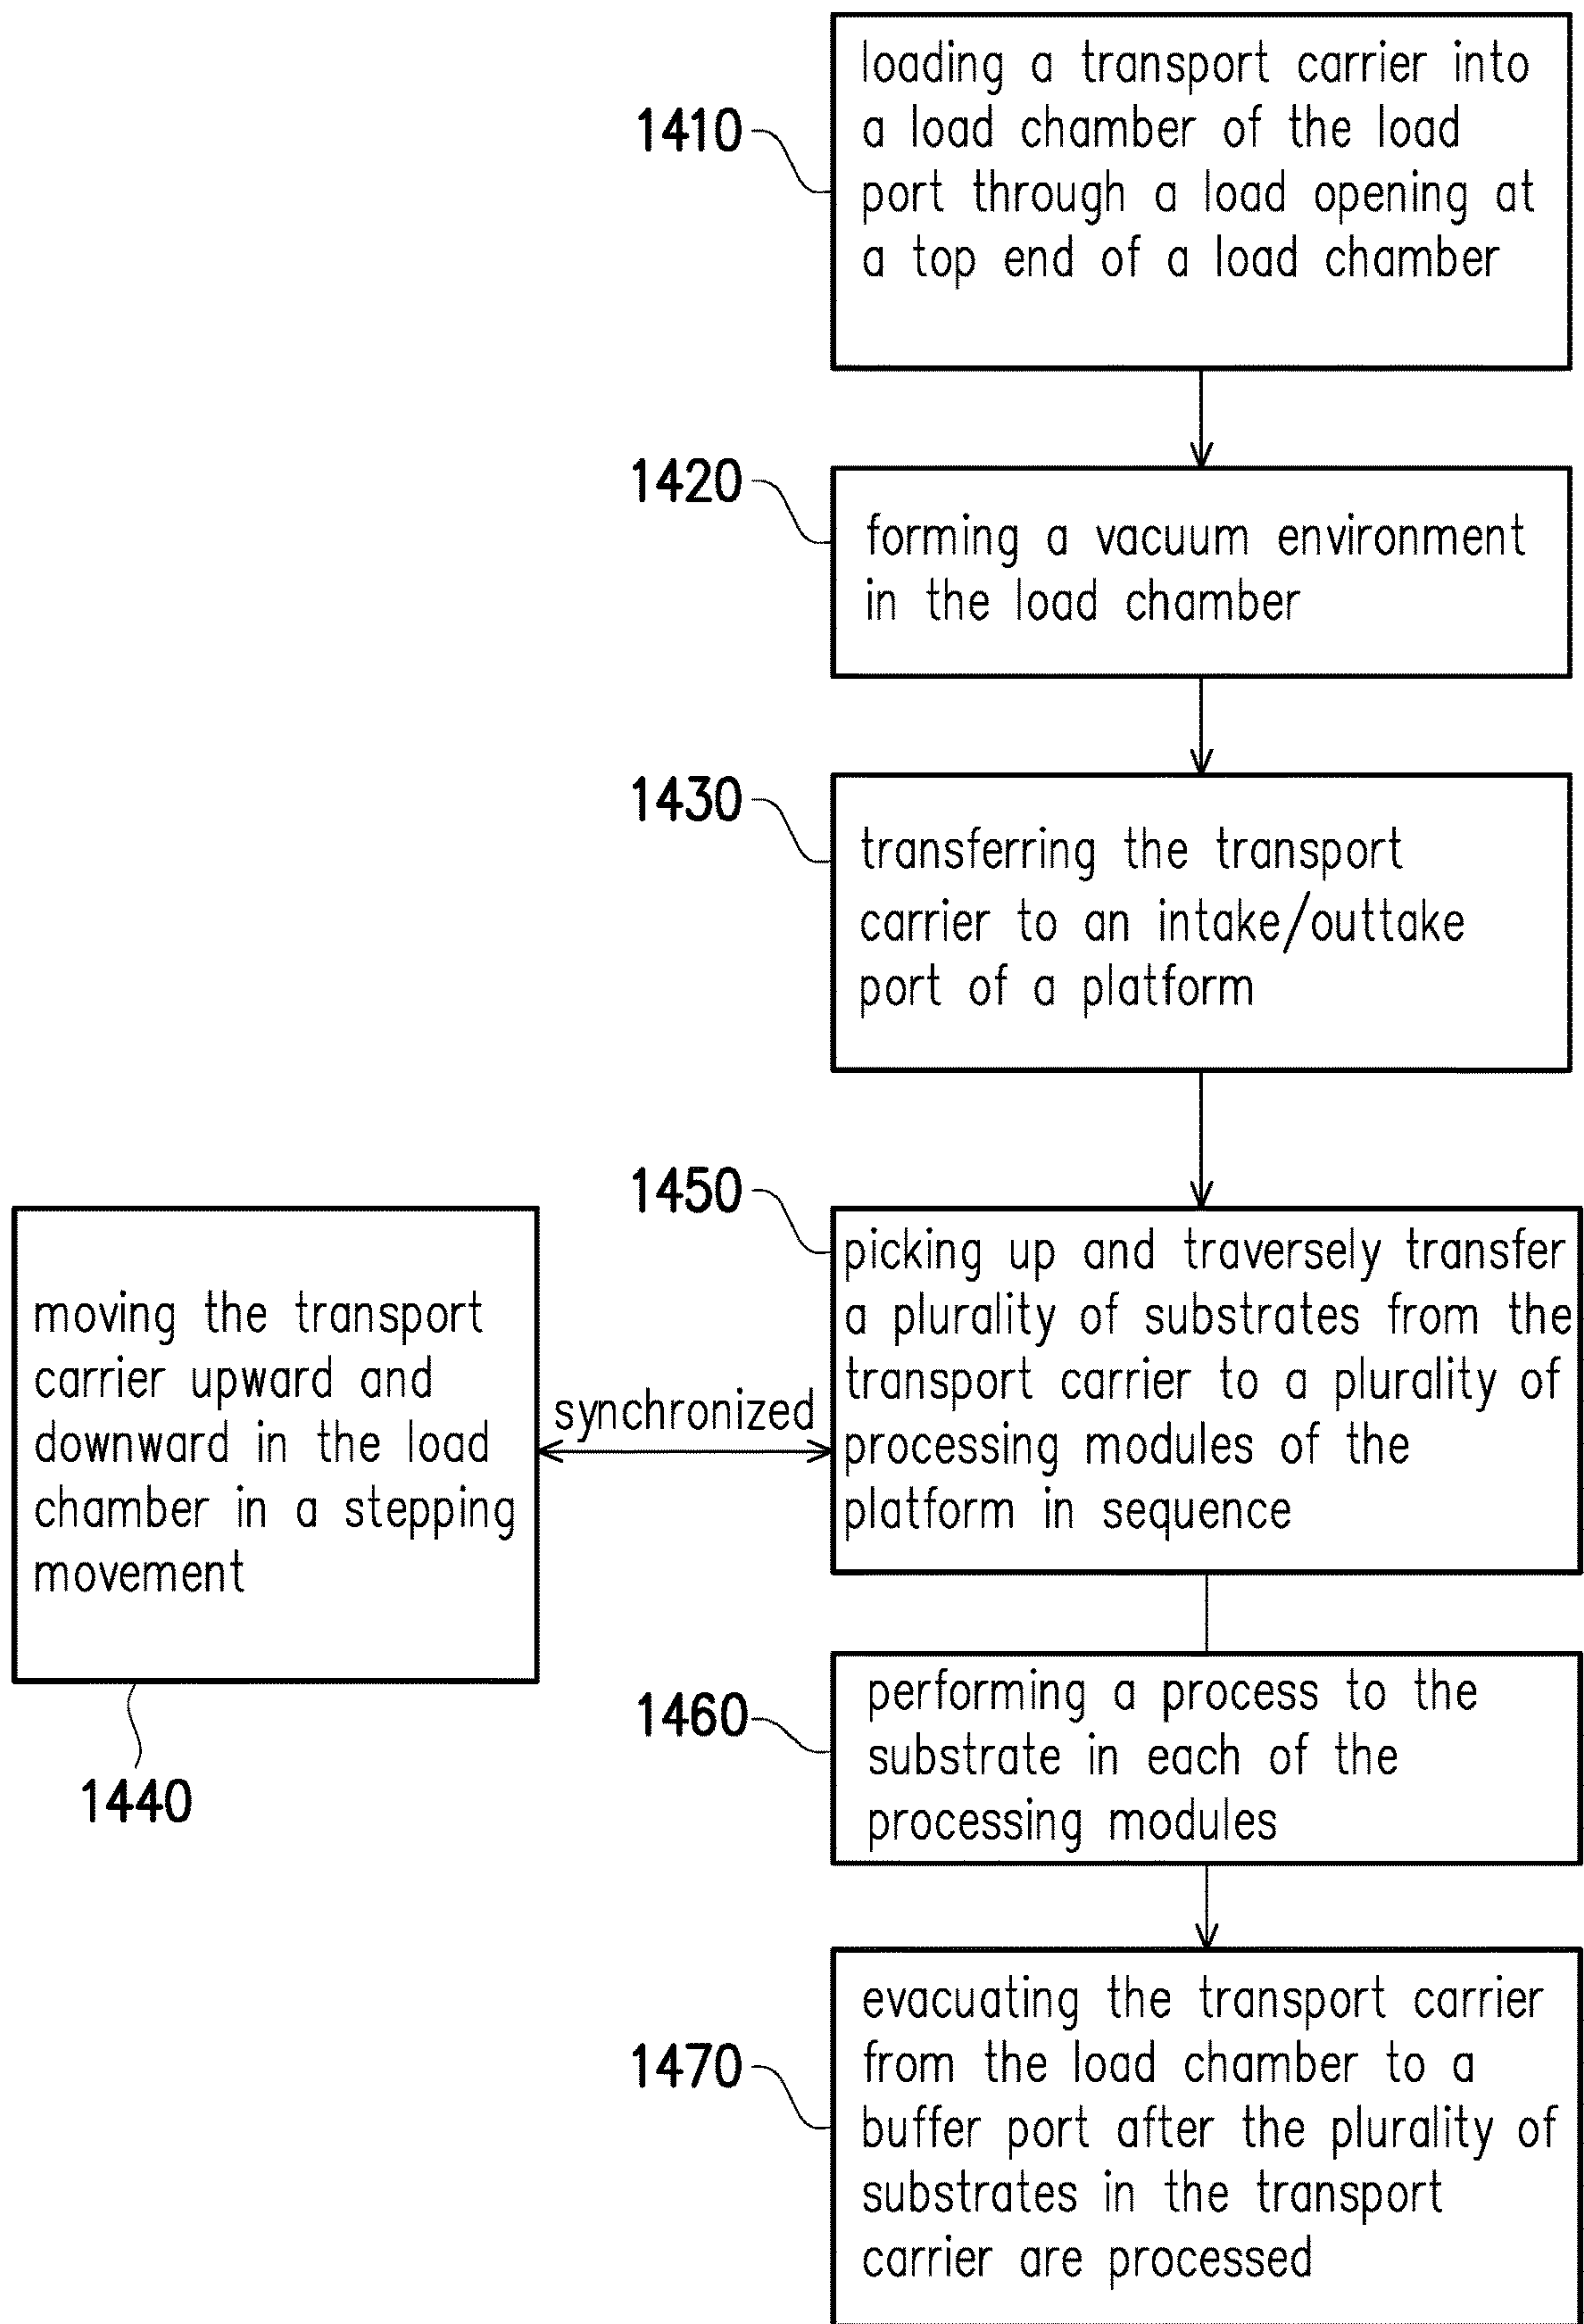 1410
loading a transport carrier into
a load chamber of the load
port through a load opening at
a top end of a load chamber
1420
forming a vacuum environment
in the load chamber
1430
transferring the transport
carrier to an intake/outtake
port of a platform
1450
picking up and traversely transfer
a plurality of substrates from the
transport carrier to a plurality of
processing modules of the
platform in sequence
synchronized
moving the transport
carrier upward and
downward in the load
chamber in a stepping
movement
1440
1460
performing a process to the
substrate in each of the
processing modules
1470
evacuating the transport carrier
from the load chamber to a
buffer port after the plurality of
substrates in the transport
carrier are processed